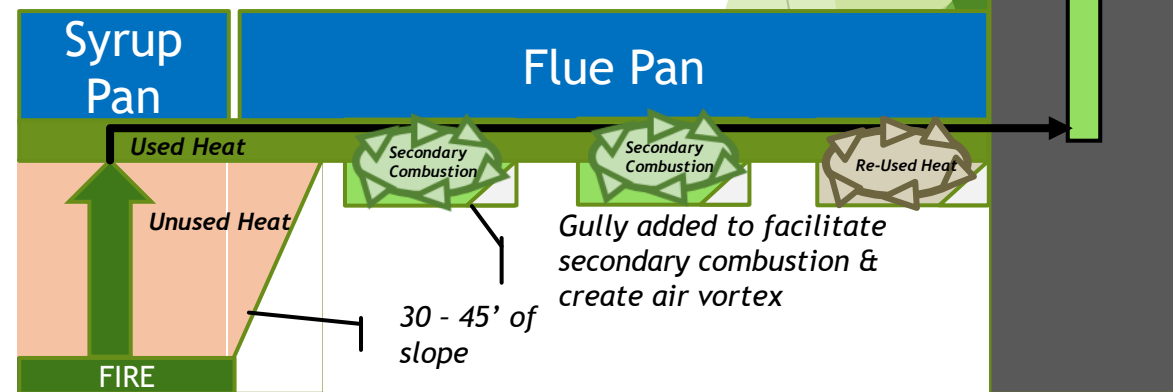 Syrup
Pan
Flue Pan
Used Heat
Secondary
Combustion
Secondary
Combustion
Re-Used Heat
Unused Heat
Gully added to facilitate
secondary combustion &
create air vortex
30 – 45’ of
slope
FIRE